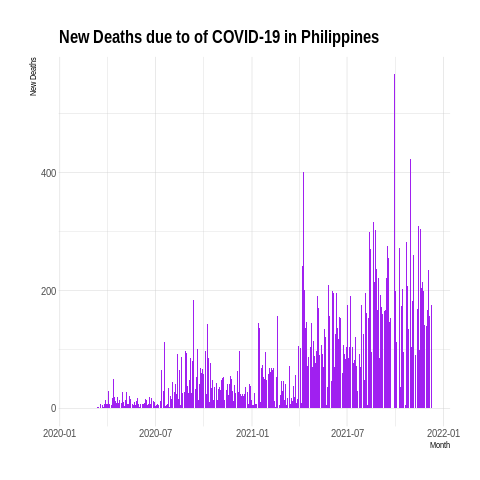 New Deaths due to of COVID-19 in Philippines
New Deaths
400
200
0
2020-01 2020-07 2021-01 2021-07 2022-01
Month